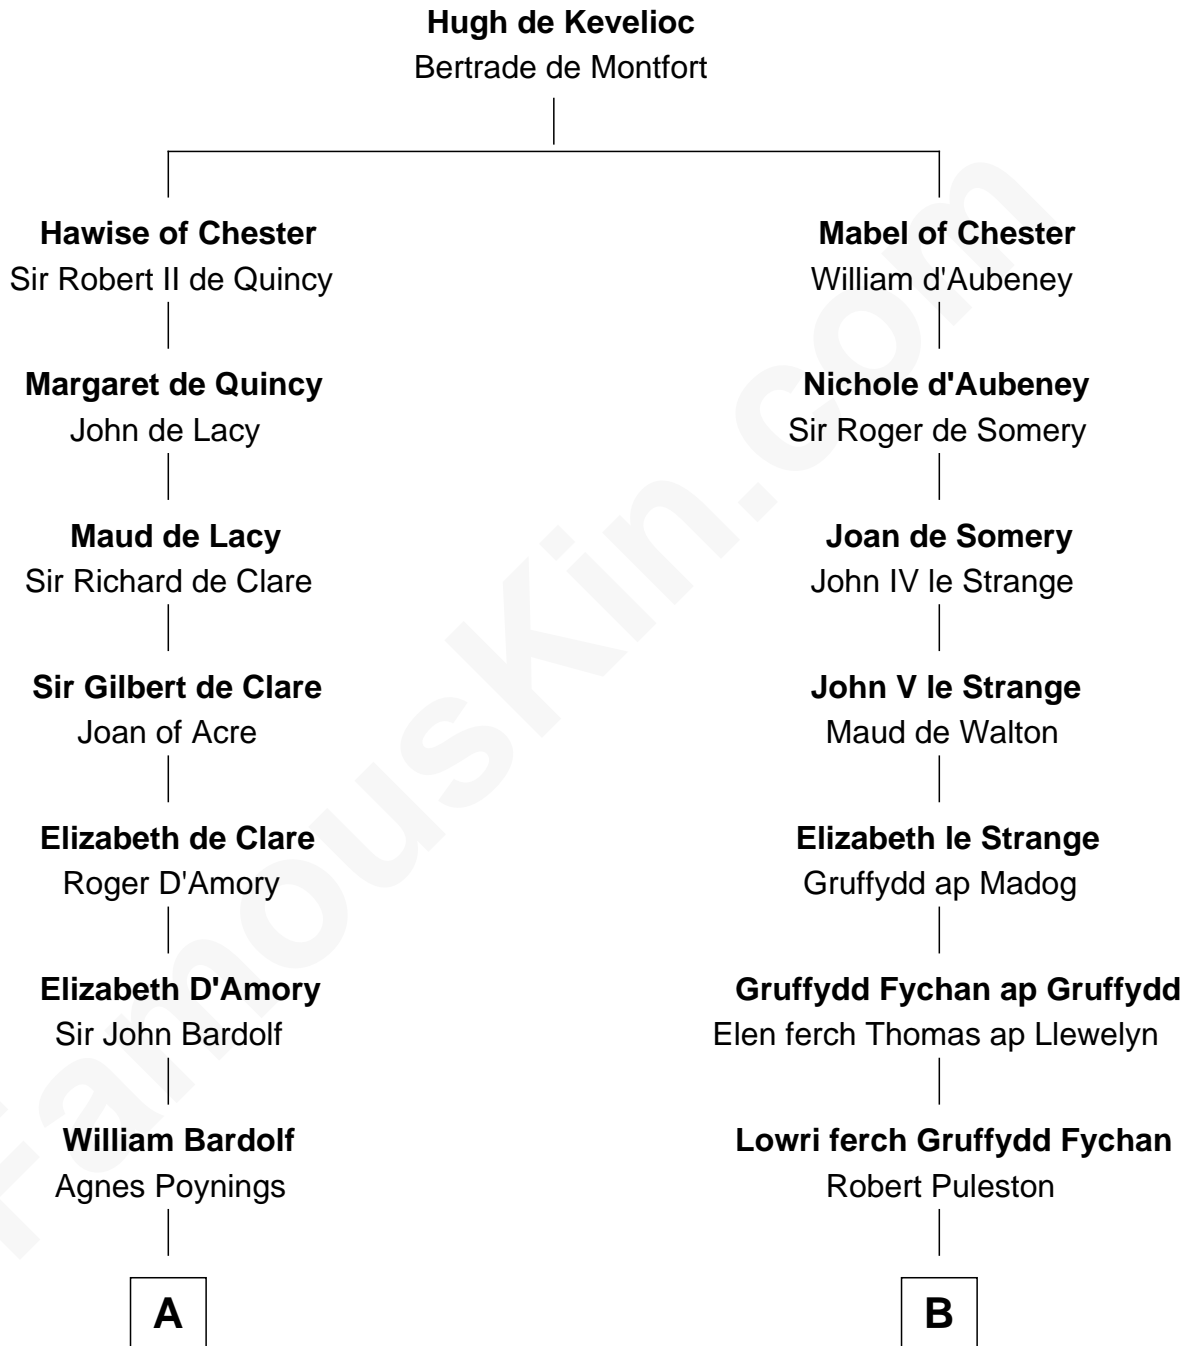 Hugh de Kevelioc
Bertrade de Montfort
Hawise of Chester
Sir Robert II de Quincy
Mabel of Chester
William d'Aubeney
Margaret de Quincy
John de Lacy
Nichole d'Aubeney
Sir Roger de Somery
Maud de Lacy
Sir Richard de Clare
Joan de Somery
John IV le Strange
Sir Gilbert de Clare
Joan of Acre
John V le Strange
Maud de Walton
Elizabeth de Clare
Roger D'Amory
Elizabeth le Strange
Gruffydd ap Madog
Elizabeth D'Amory
Sir John Bardolf
Gruffydd Fychan ap Gruffydd
Elen ferch Thomas ap Llewelyn
William Bardolf
Agnes Poynings
Lowri ferch Gruffydd Fychan
Robert Puleston
A
B
FamousKin.com